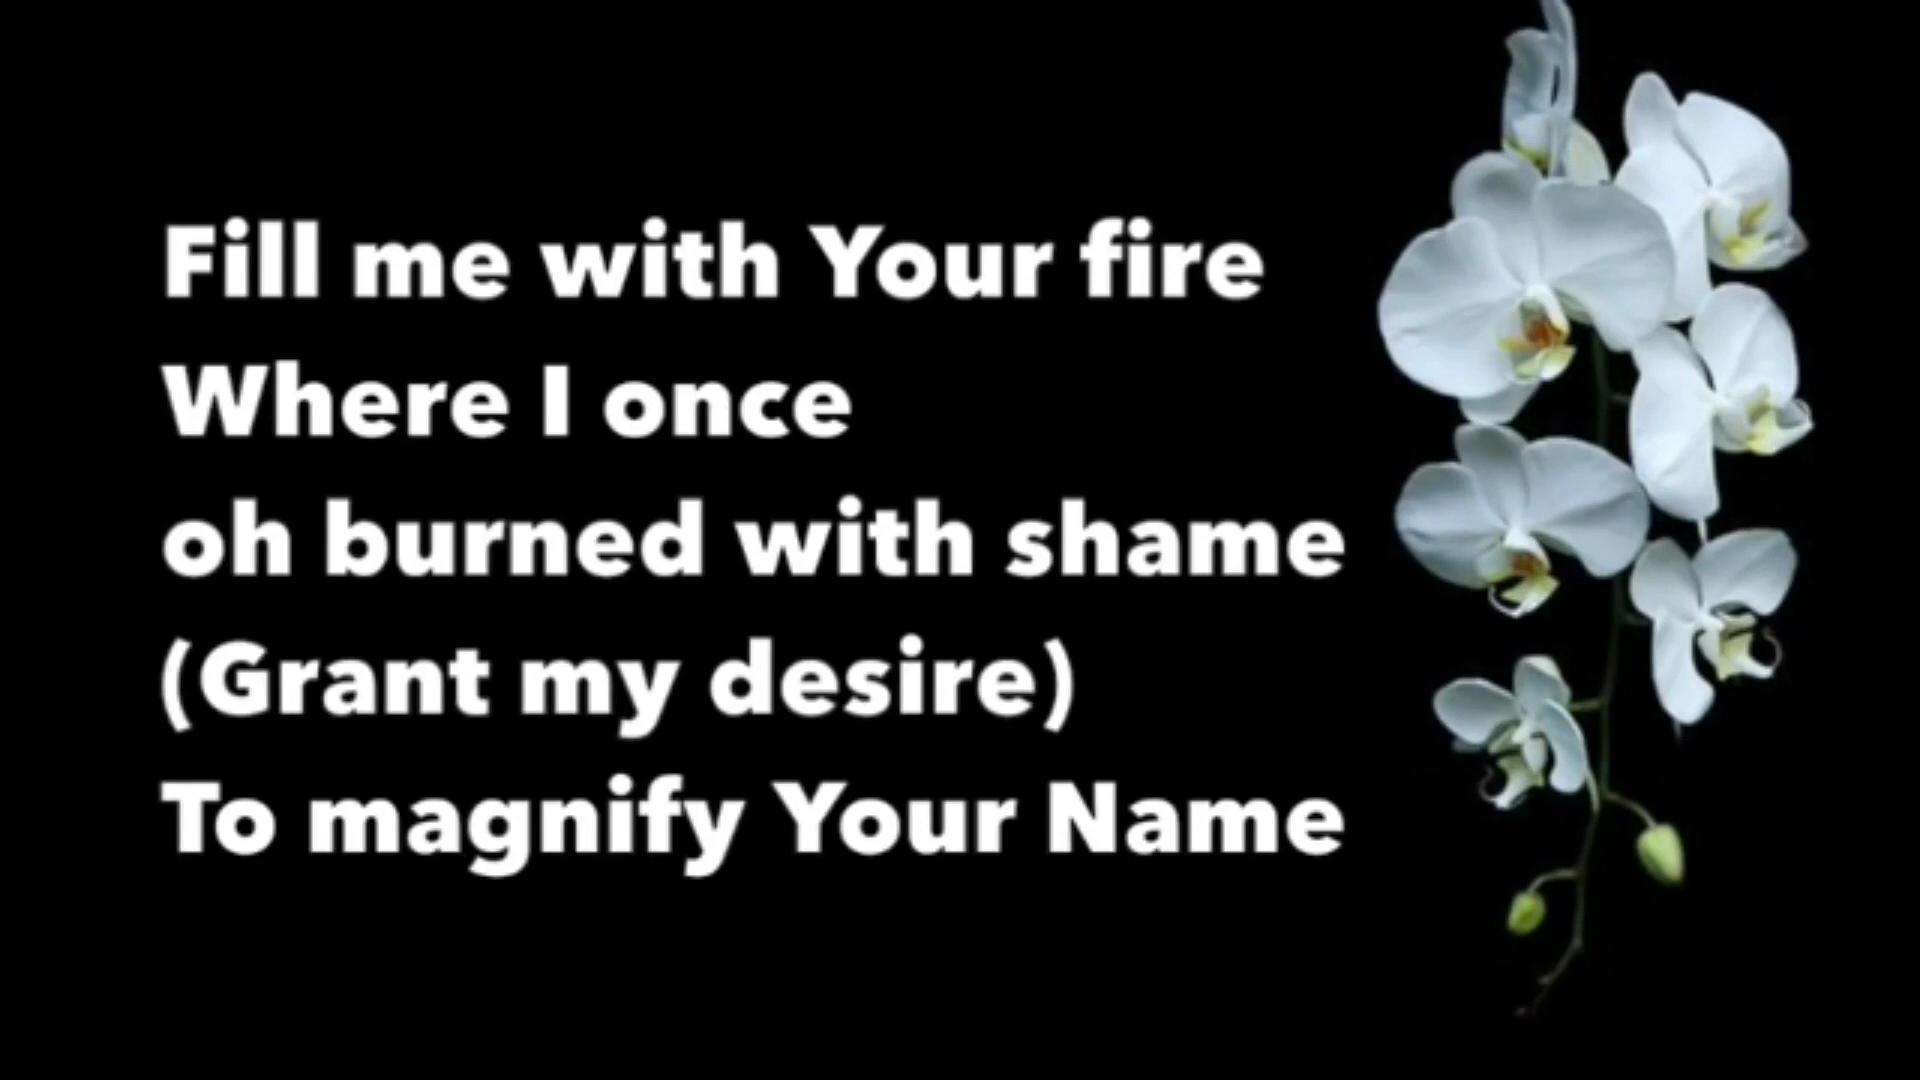 Fill me with Your fire
Where I once
oh burned with shame
(Grant my desire)
To magnify Your Name